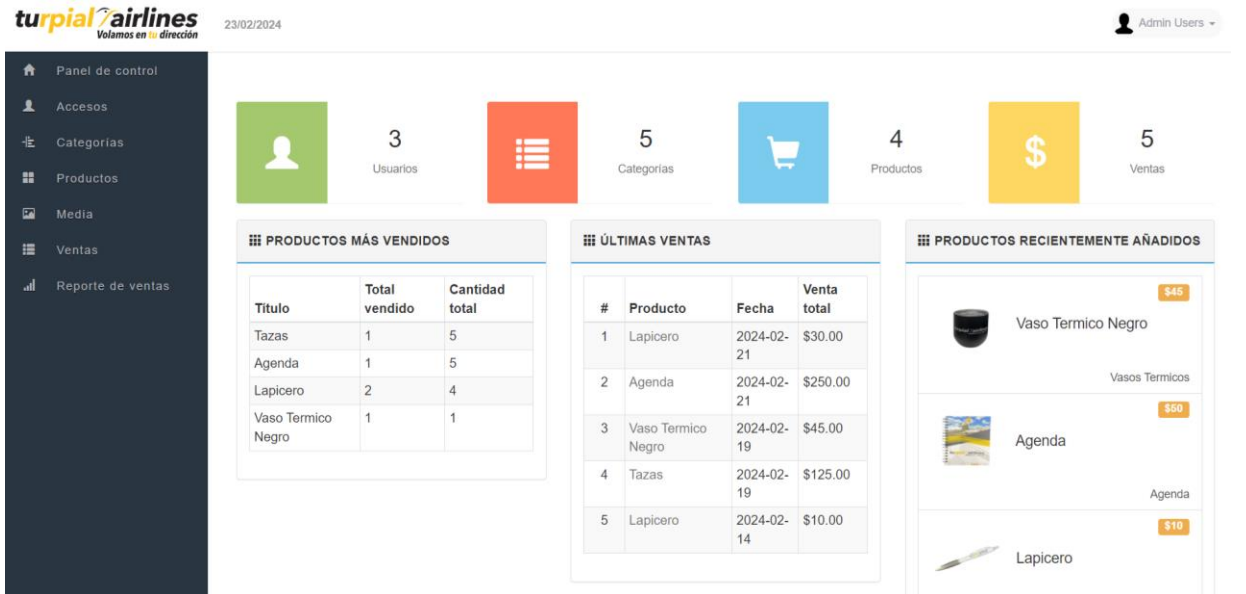 turpial airlines
Volamos en tu dirección
23/02/2024
Admin Users
Panel de control
Accesos
Categorias
Productos
Media
Ventas
Reporte de ventas
3
Usuarios
5
Categorias
4
Productos
$
5
Ventas
PRODUCTOS MÁS VENDIDOS
Título Total vendido Cantidad total
Tazas 1 5
Agenda 1 5
Lapicero 2 4
Vaso Termico Negro 1 1
ÚLTIMAS VENTAS
# Producto Fecha Venta total
1 Lapicero 2024-02-21 $30.00
2 Agenda 2024-02-21 $250.00
3 Vaso Termico Negro 2024-02-19 $45.00
4 Tazas 2024-02-19 $125.00
5 Lapicero 2024-02-14 $10.00
PRODUCTOS RECIENTEMENTE AÑADIDOS
$45
Vaso Termico Negro
Vasos Termicos
$50
Agenda
Agenda
$10
Lapicero